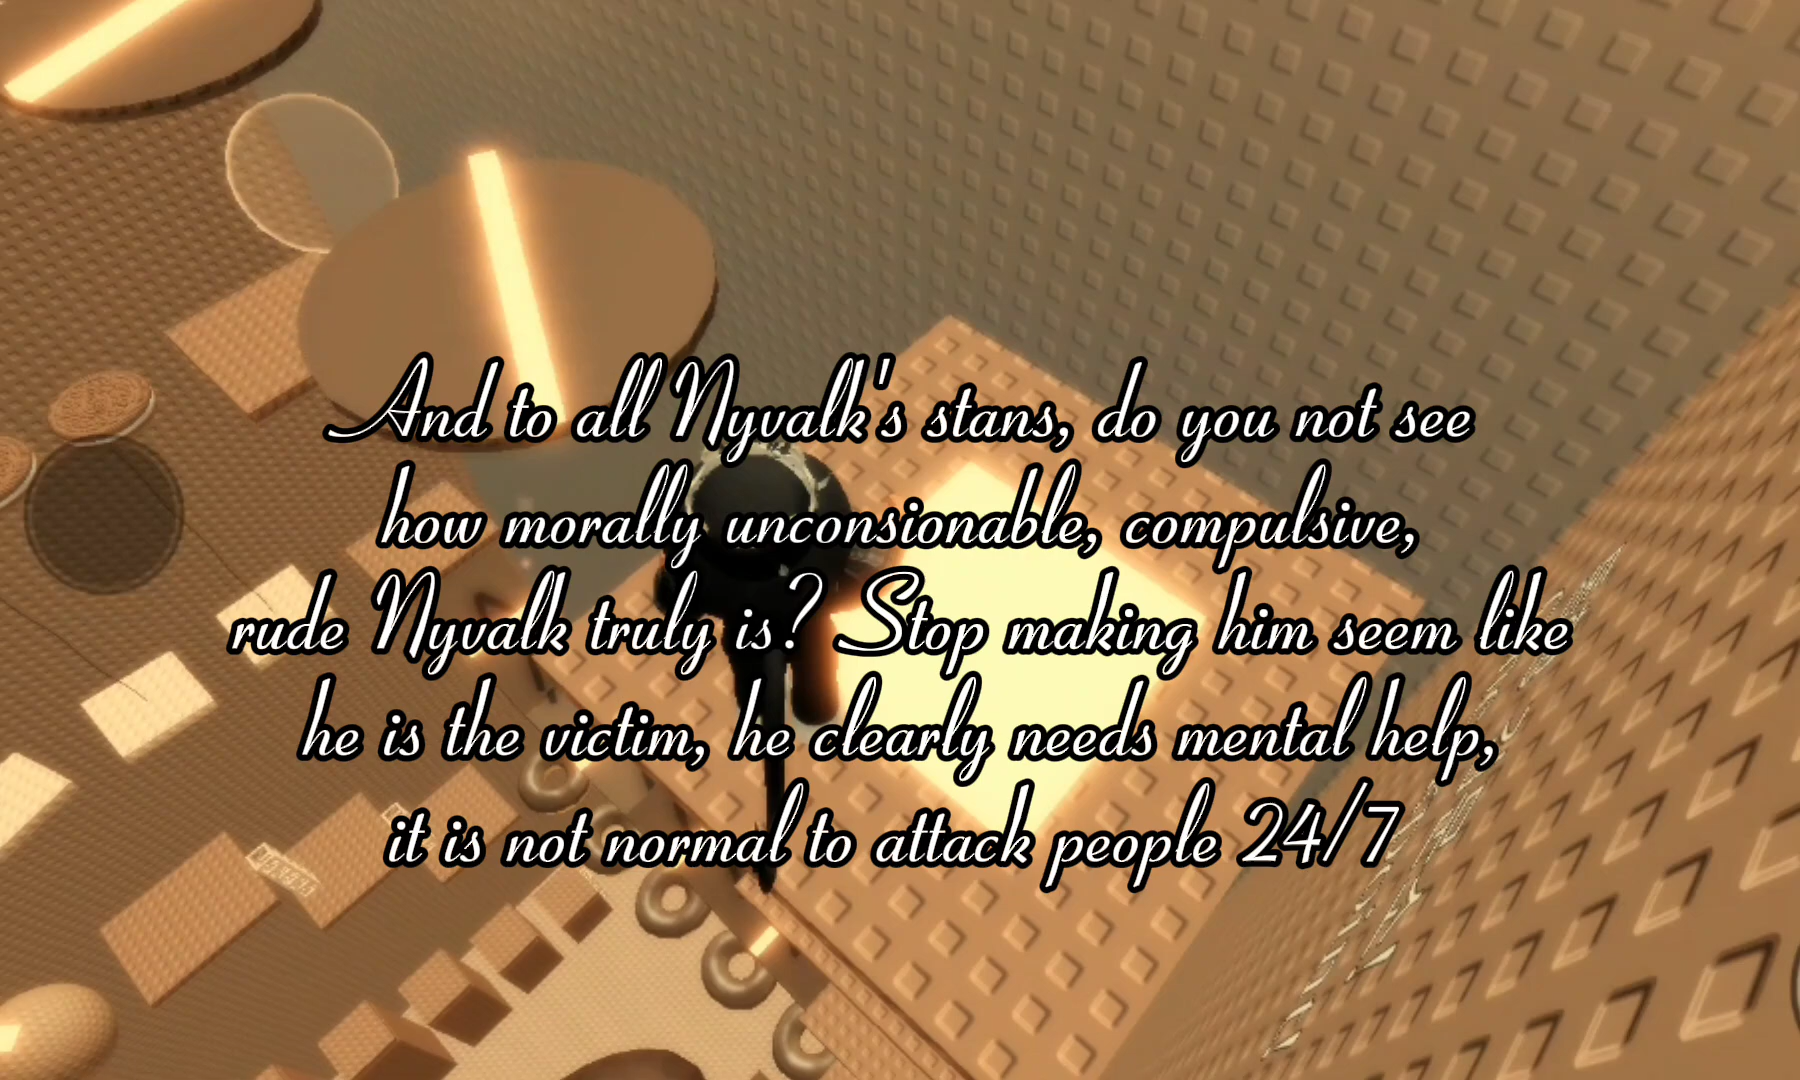 And to all Nyvalk's stans, do you not see
how morally unconsionable, compulsive,
rude Nyvalk truly is? Stop making him seem like
he is the victim, he clearly needs mental help,
it is not normal to attack people 24/7